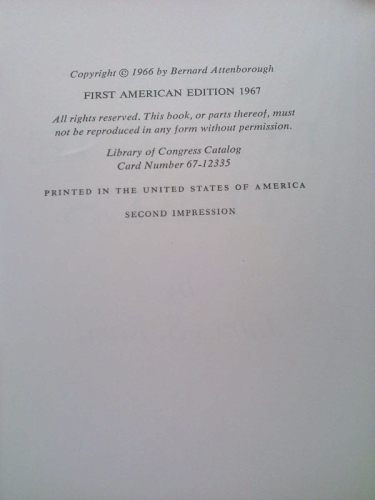 Copyright © 1966 by Bernard Attenborough
FIRST AMERICAN EDITION 1967
All rights reserved. This book, or parts thereof, must
not be reproduced in any form without permission.
Library of Congress Catalog
Card Number 67-12335
PRINTED IN THE UNITED STATES OF AMERICA
SECOND IMPRESSION